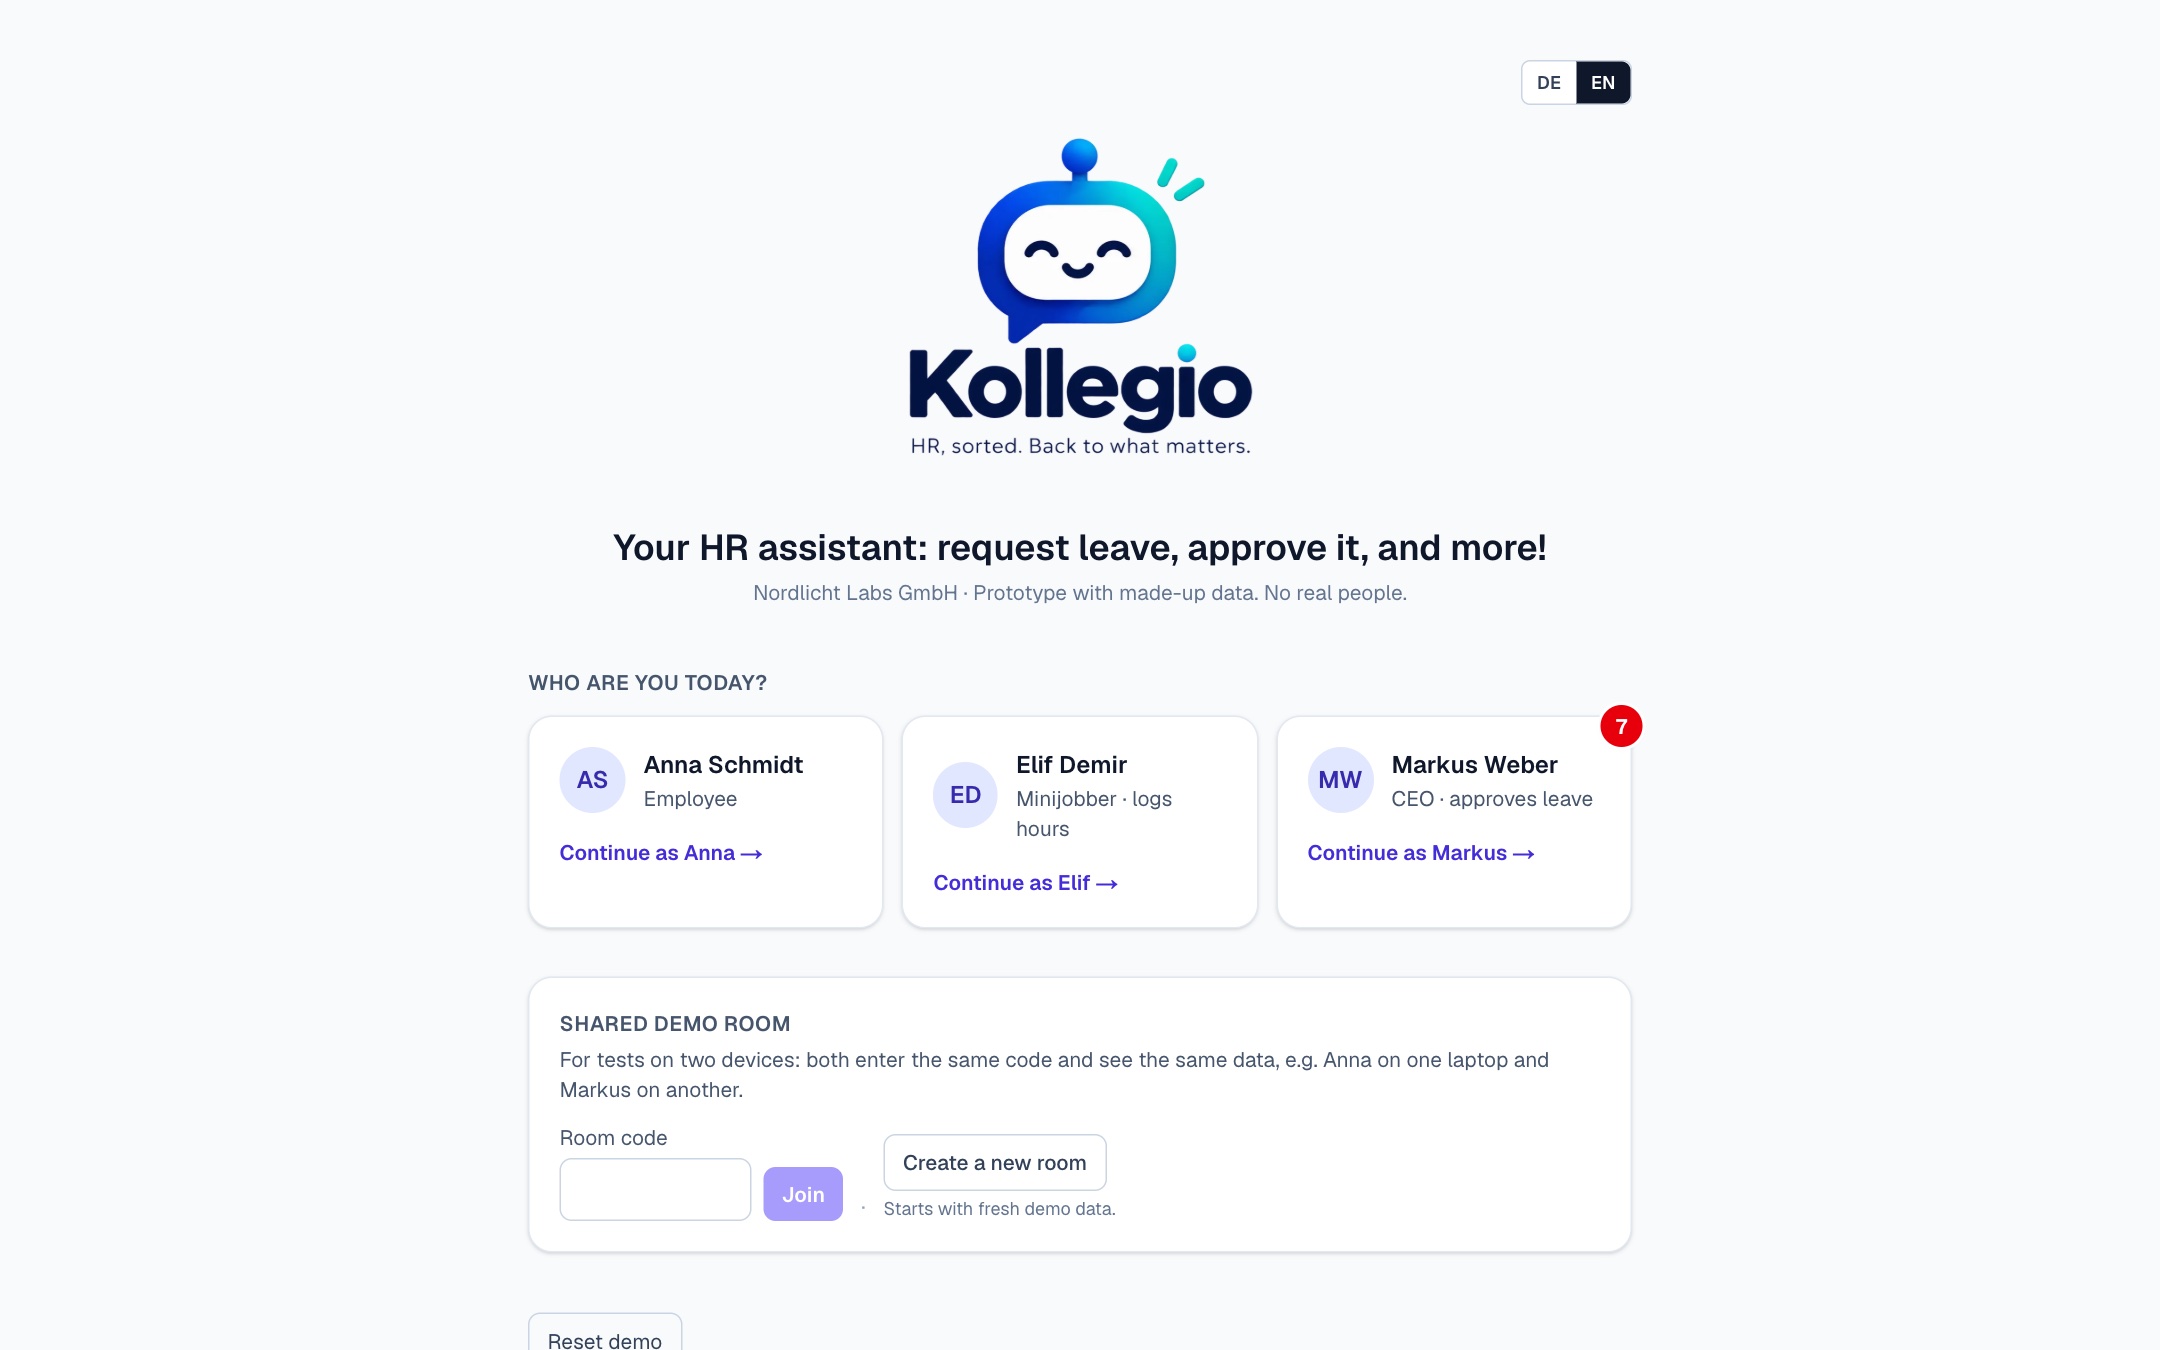 DE EN
Kollegio
HR, sorted. Back to what matters.
Your HR assistant: request leave, approve it, and more!
Nordlicht Labs GmbH · Prototype with made-up data. No real people.
WHO ARE YOU TODAY?
AS
Anna Schmidt
Employee
Continue as Anna →
ED
Elif Demir
Minijobber · logs
hours
Continue as Elif →
7
MW
Markus Weber
CEO · approves leave
Continue as Markus →
SHARED DEMO ROOM
For tests on two devices: both enter the same code and see the same data, e.g. Anna on one laptop and
Markus on another.
Room code
Join
·
Create a new room
Starts with fresh demo data.
Reset demo